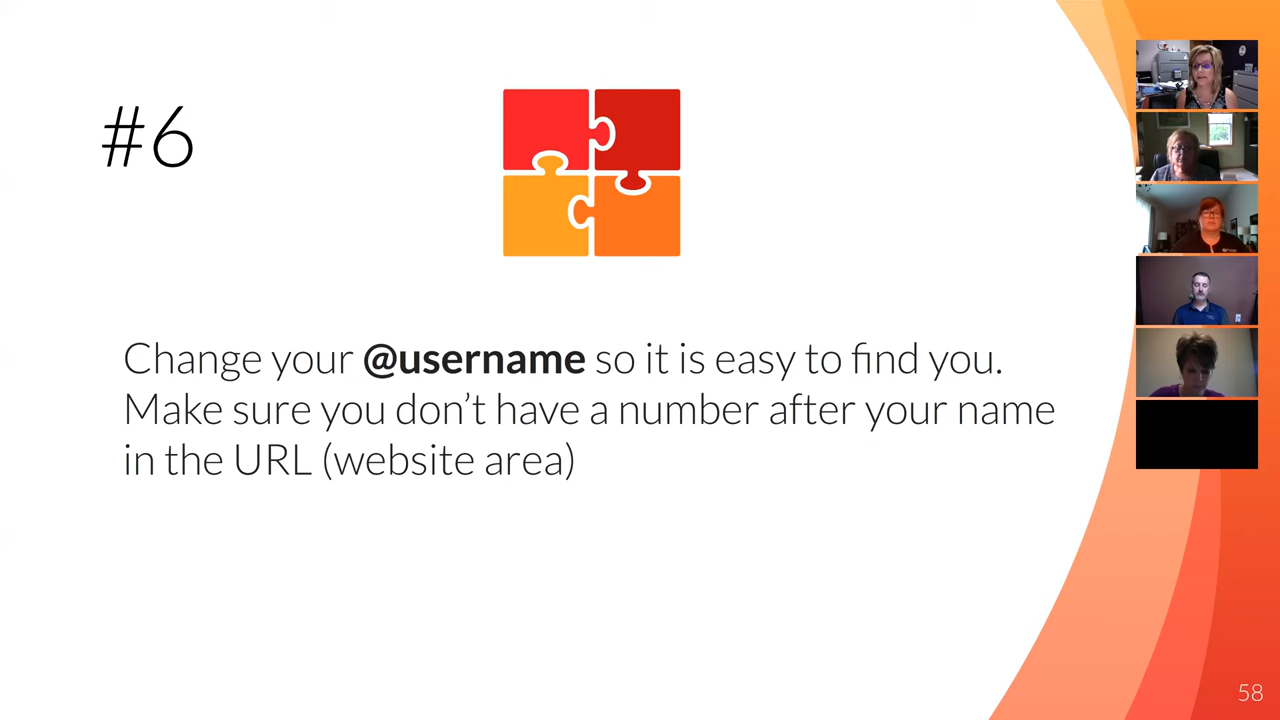 #6
Change your @username so it is easy to find you.
Make sure you don’t have a number after your name
in the URL (website area)
58